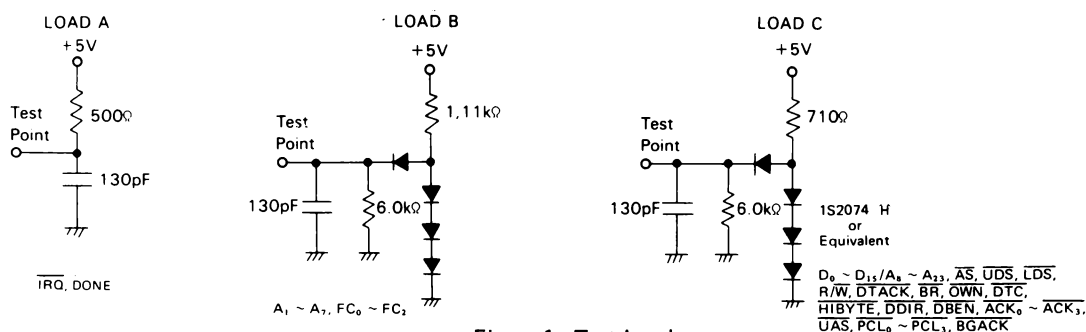 LOAD A
+5V
500Ω
Test
Point
130pF
IRQ, DONE
LOAD B
+5V
1,11kΩ
Test
Point
130pF
6.0kΩ
A₁ ~ A₇, FC₀ ~ FC₂
LOAD C
+5V
710Ω
Test
Point
130pF
6.0kΩ
1S2074 H
or
Equivalent
D₀ ~ D₁₅/A₈ ~ A₂₃, AS, UDS, LDS,
R/W, DTACK, BR, OWN, DTC,
HIBYTE, DDIR, DBEN, ACK₀ ~ ACK₃,
UAS, PCL₀ ~ PCL₃, BGACK